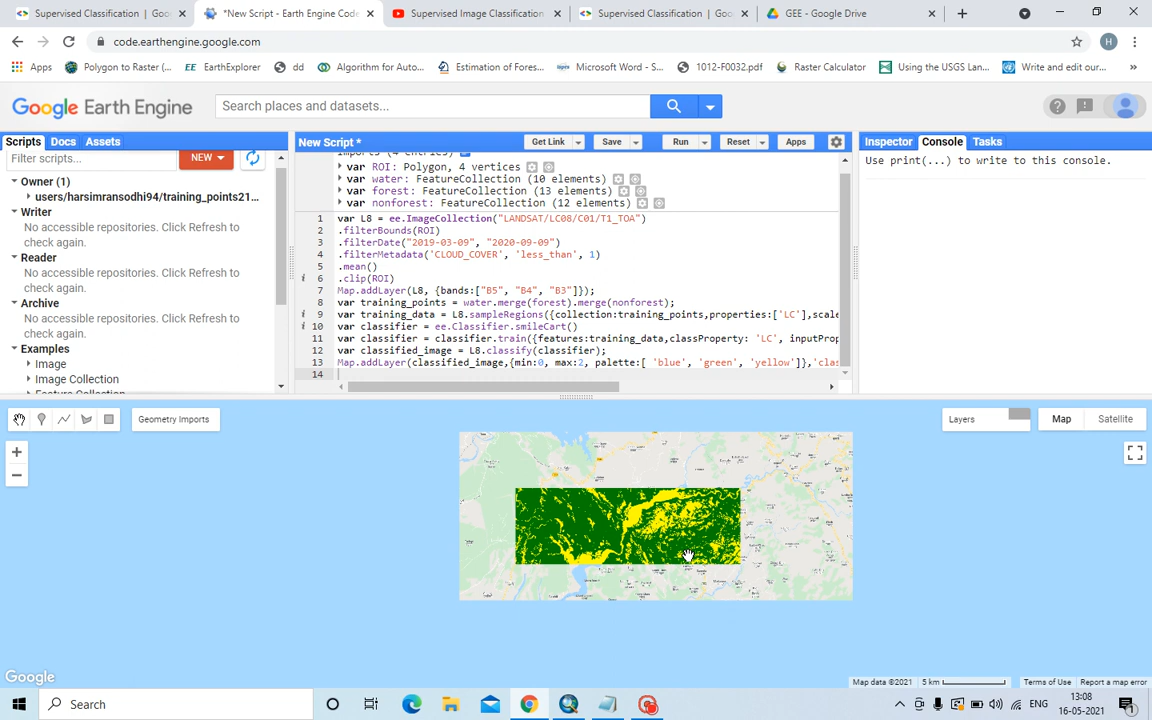 Supervised Classification | Goo
*New Script - Earth Engine Code
Supervised Image Classification
Supervised Classification | Goo
GEE - Google Drive
code.earthengine.google.com
H
Apps
Polygon to Raster (...
EE EarthExplorer
dd
Algorithm for Auto...
Estimation of Fores...
Microsoft Word - S...
1012-F0032.pdf
Raster Calculator
Using the USGS Lan...
Write and edit our...
»
Google Earth Engine
Search places and datasets...
Scripts Docs Assets
New Script *
Get Link Save Run Reset Apps
Inspector Console Tasks
Filter scripts...
NEW
Use print(...) to write to this console.
Owner (1)
users/harsimransodhi94/training_points21...
Writer
No accessible repositories. Click Refresh to
check again.
Reader
No accessible repositories. Click Refresh to
check again.
Archive
No accessible repositories. Click Refresh to
check again.
Examples
Image
Image Collection
Feature Collection
Imports (4 entries)
var ROI: Polygon, 4 vertices
var water: FeatureCollection (10 elements)
var forest: FeatureCollection (13 elements)
var nonforest: FeatureCollection (12 elements)
1 var L8 = ee.ImageCollection("LANDSAT/LC08/C01/T1_TOA")
2 .filterBounds(ROI)
3 .filterDate("2019-03-09", "2020-09-09")
4 .filterMetadata('CLOUD_COVER', 'less_than', 1)
5 .mean()
i 6 .clip(ROI)
7 Map.addLayer(L8, {bands:["B5", "B4", "B3"]});
8 var training_points = water.merge(forest).merge(nonforest);
i 9 var training_data = L8.sampleRegions({collection:training_points,properties:['LC'],scale
i 10 var classifier = ee.Classifier.smileCart()
11 classifier = classifier.train({features:training_data,classProperty: 'LC', inputProp
12 var classified_image = L8.classify(classifier);
13 Map.addLayer(classified_image,{min:0, max:2, palette:[ 'blue', 'green', 'yellow']},'clas
14
Geometry Imports
Layers
Map Satellite
+
−
Google
Map data ©2021 5 km Terms of Use Report a map error
Search
ENG
13:08
16-05-2021
1